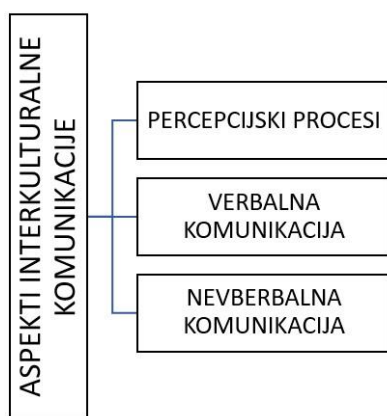 ASPEKTI INTERKULTURALNE
KOMUNIKACIJE
PERCEPCIJSKI PROCESI
VERBALNA
KOMUNIKACIJA
NEVBERBALNA
KOMUNIKACIJA